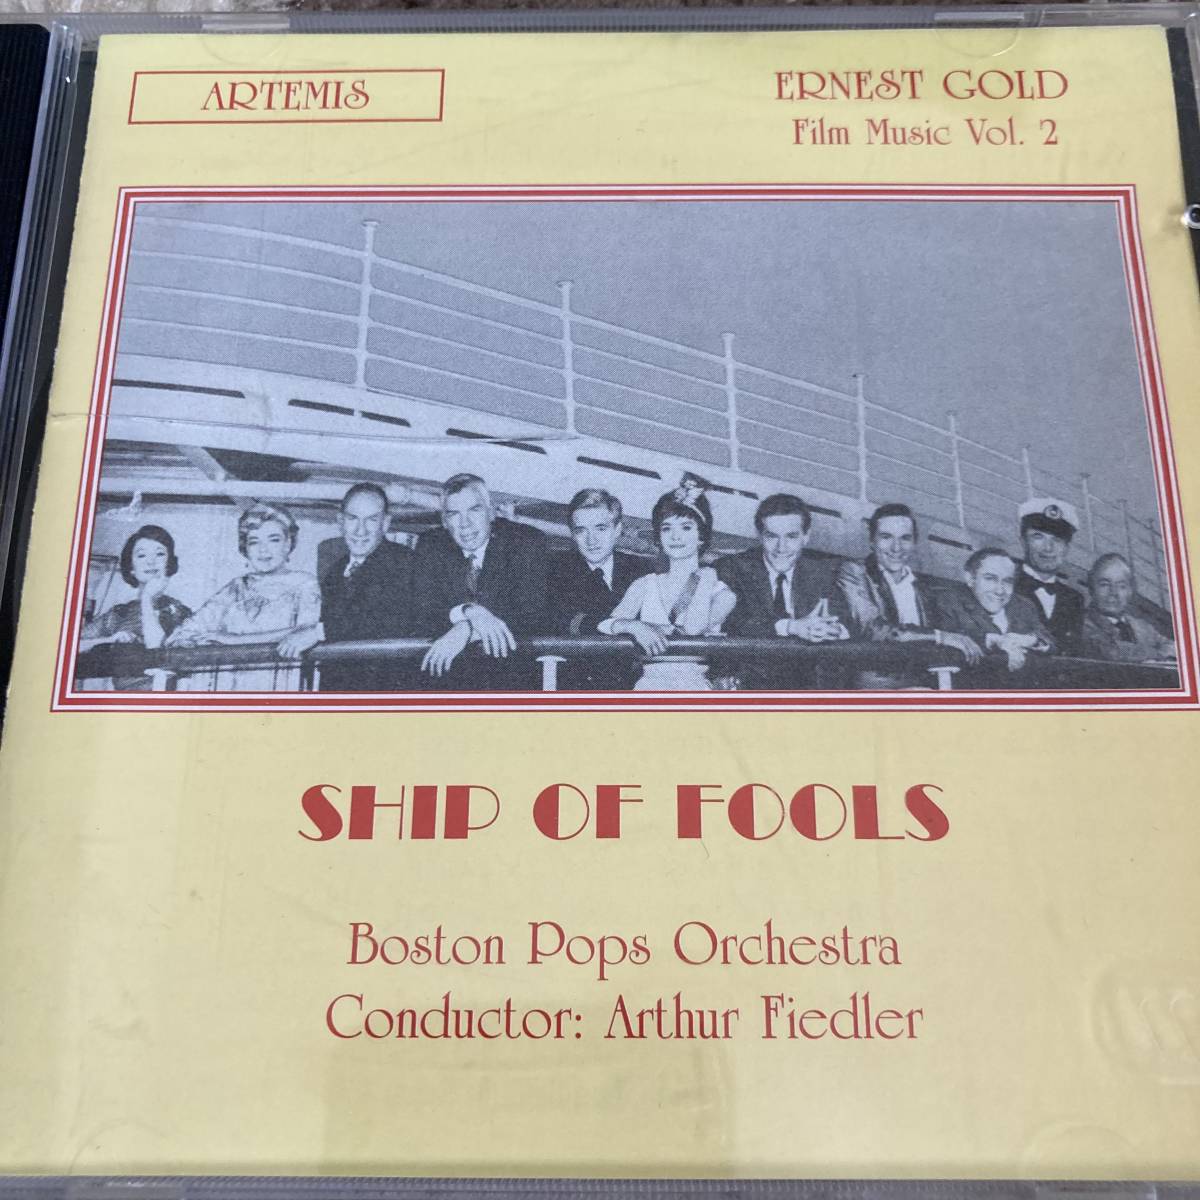 ARTEMIS
ERNEST GOLD
Film Music Vol. 2
SHIP OF FOOLS
Boston Pops Orchestra
Conductor: Arthur Fiedler